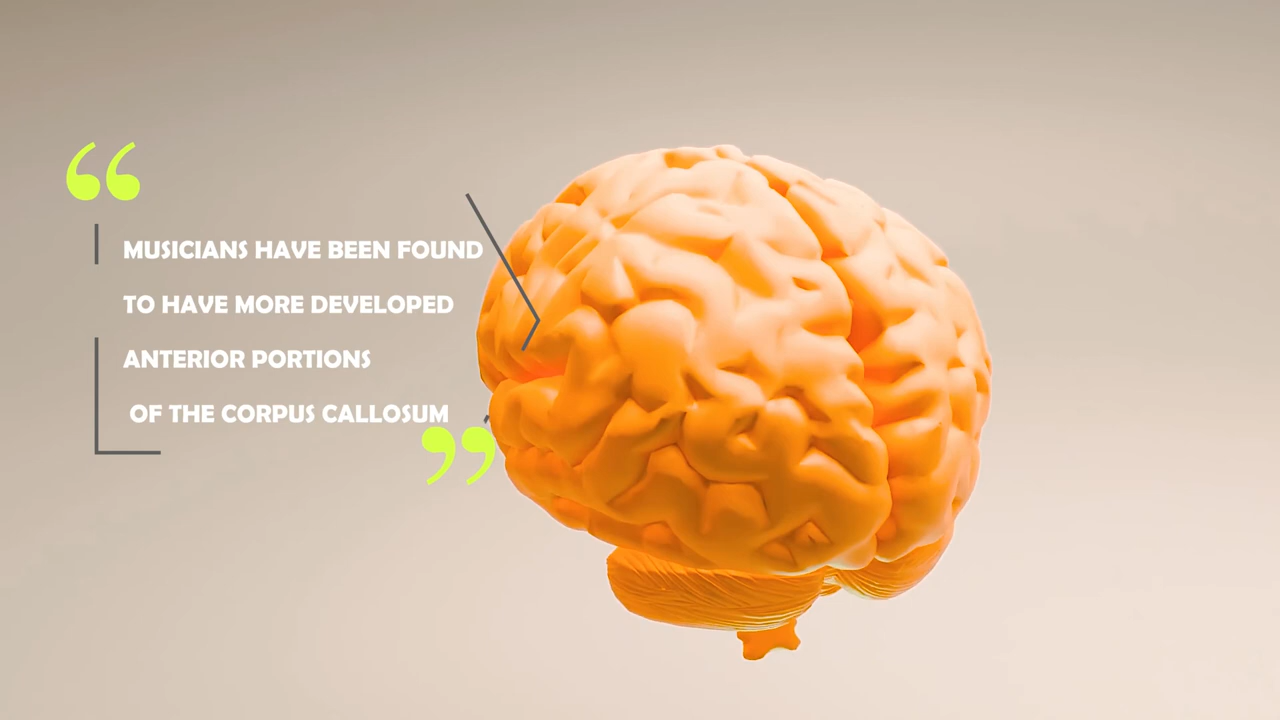 “
MUSICIANS HAVE BEEN FOUND
TO HAVE MORE DEVELOPED
ANTERIOR PORTIONS
OF THE CORPUS CALLOSUM
”